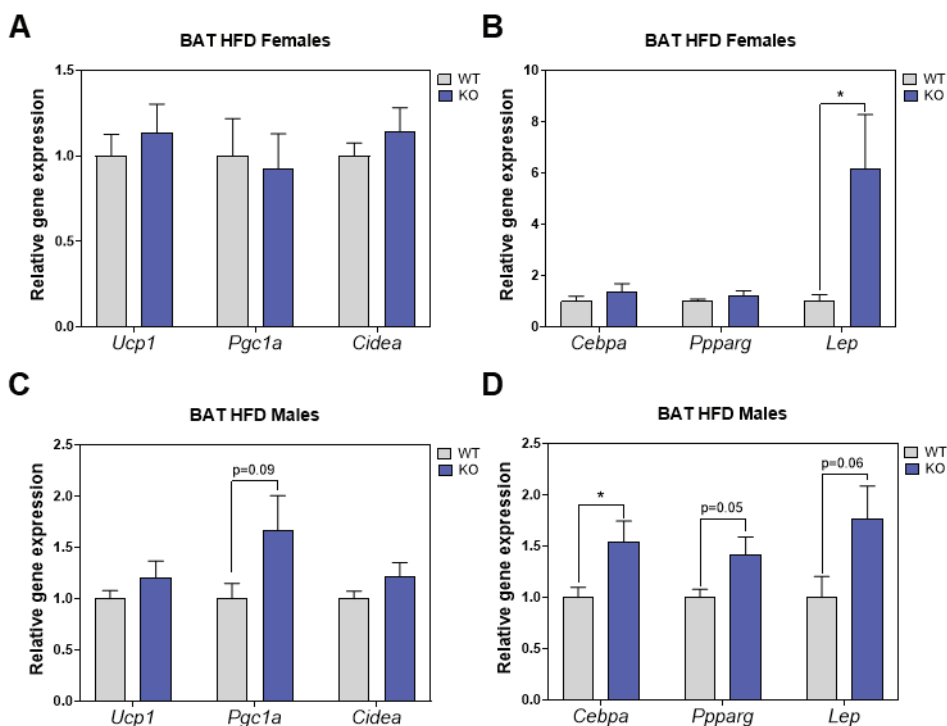 A
BAT HFD Females
Relative gene expression
1.5
1.0
0.5
0.0
Ucp1
Pgc1a
Cidea
WT
KO
B
BAT HFD Females
Relative gene expression
10
8
6
4
2
0
*
Cebpa
Ppparg
Lep
WT
KO
C
BAT HFD Males
Relative gene expression
2.5
2.0
1.5
1.0
0.5
0.0
p=0.09
Ucp1
Pgc1a
Cidea
WT
KO
D
BAT HFD Males
Relative gene expression
2.5
2.0
1.5
1.0
0.5
0.0
*
p=0.05
p=0.06
Cebpa
Ppparg
Lep
WT
KO